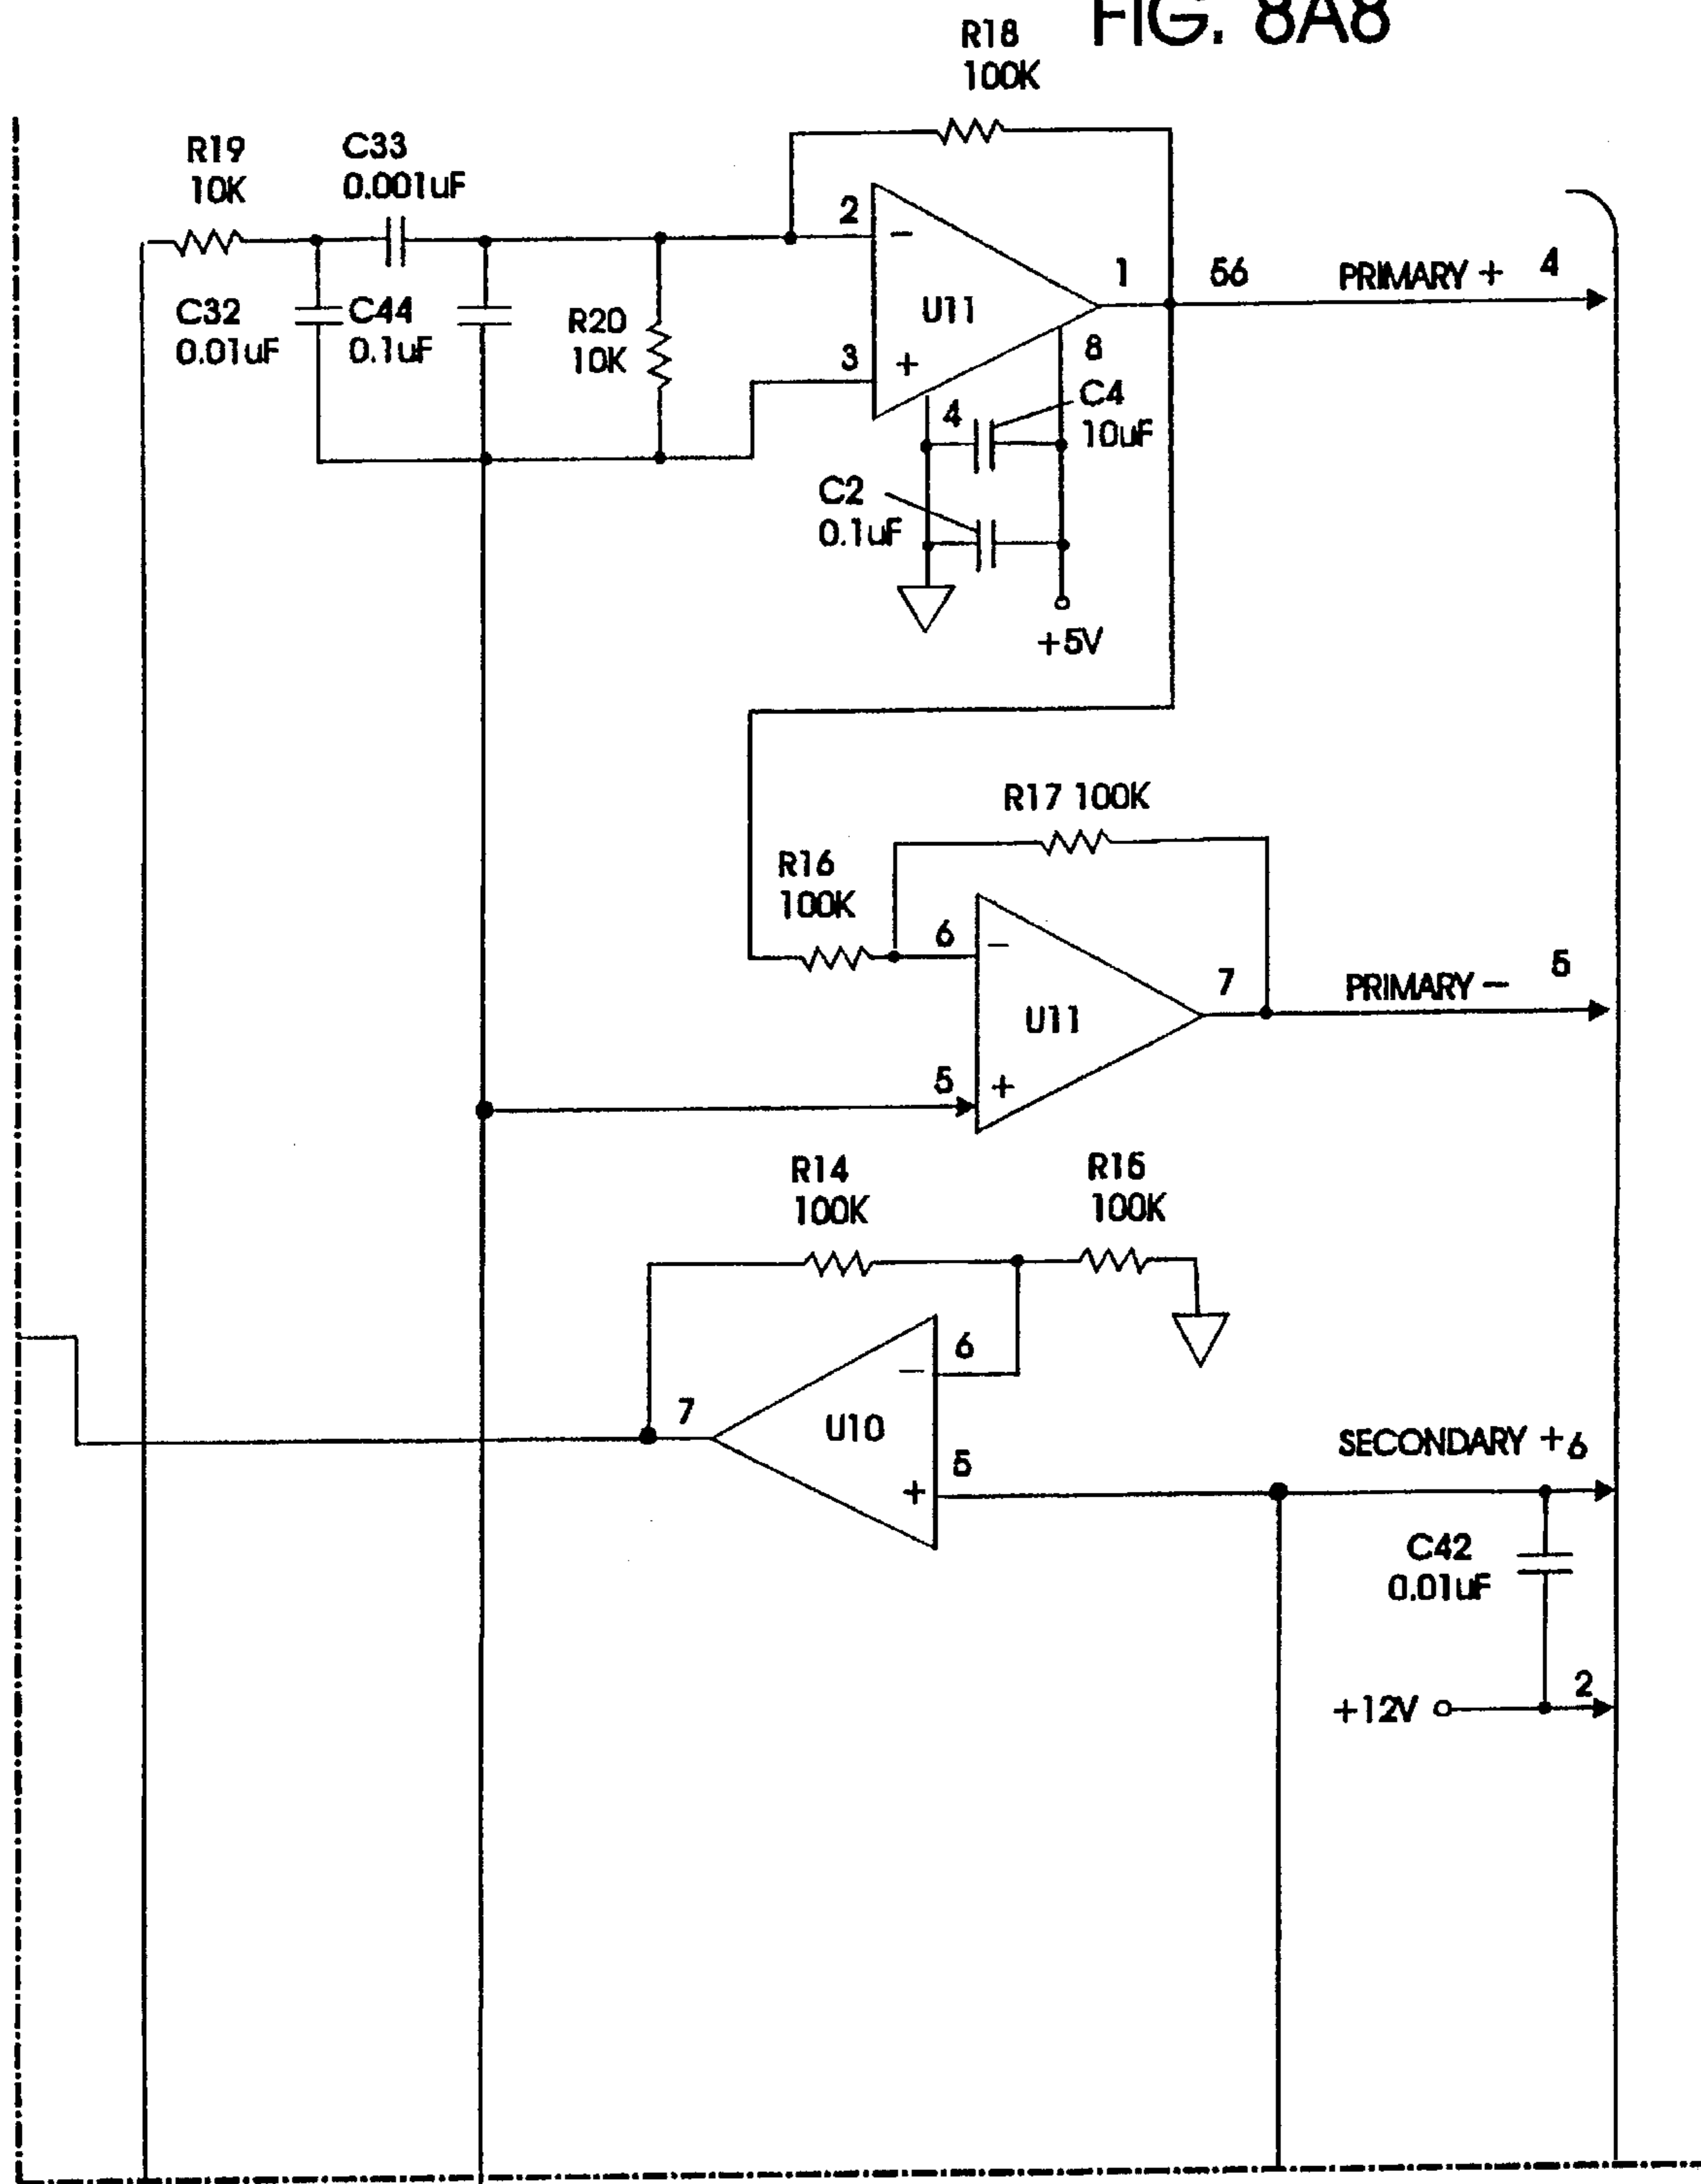 FIG. 8A8
R18
100K
R19
10K
C33
0.001uF
2
−
1
56
PRIMARY +
4
C32
0.01uF
C44
0.1uF
R20
10K
U11
3
+
8
4
C4
10uF
C2
0.1uF
+5V
R17 100K
R16
100K
6
−
7
PRIMARY −
5
U11
5
+
R14
100K
R15
100K
6
−
7
U10
SECONDARY +6
5
+
C42
0.01uF
2
+12V